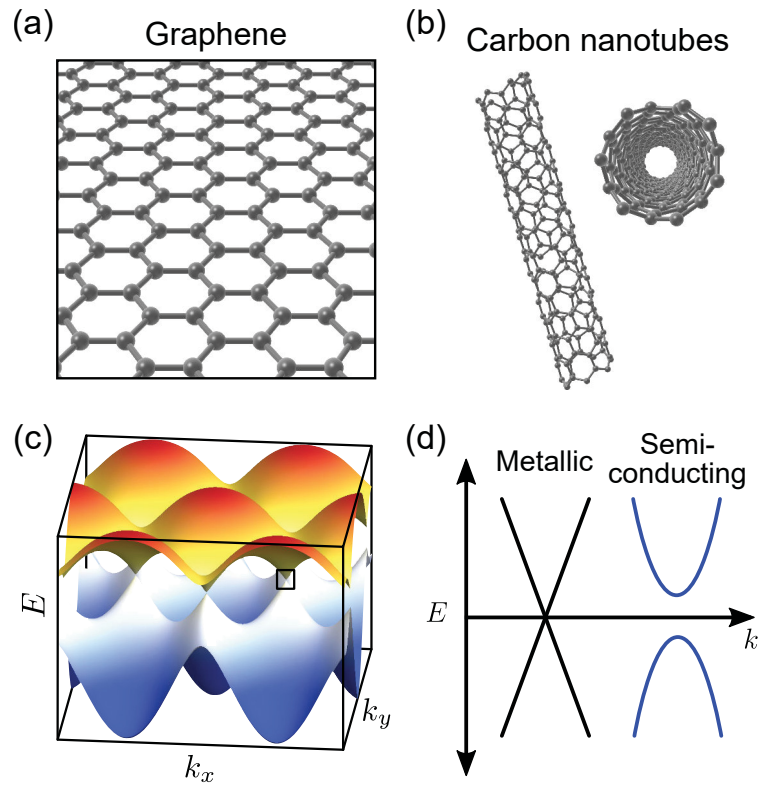 (a)
Graphene
(b)
Carbon nanotubes
(c)
E
k_x
k_y
(d)
Metallic
Semi-
conducting
E
k